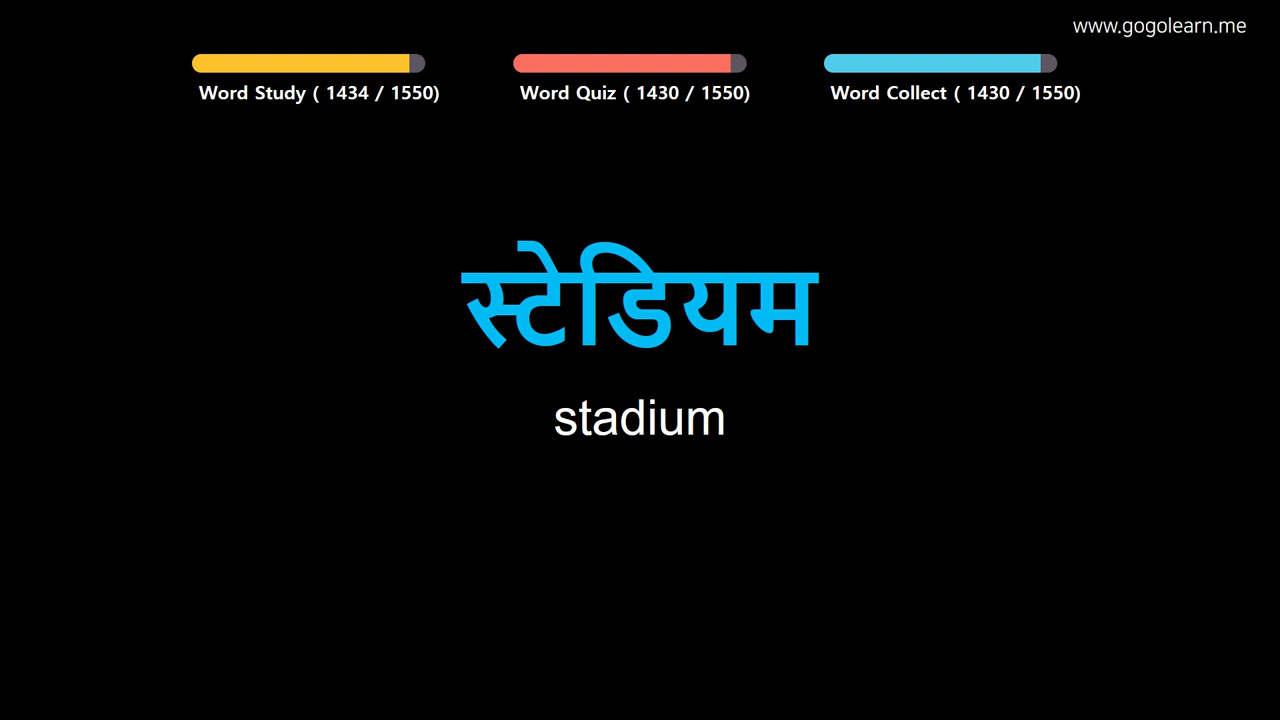 www.gogolearn.me
Word Study ( 1434 / 1550)
Word Quiz ( 1430 / 1550)
Word Collect ( 1430 / 1550)
स्टेडियम
stadium